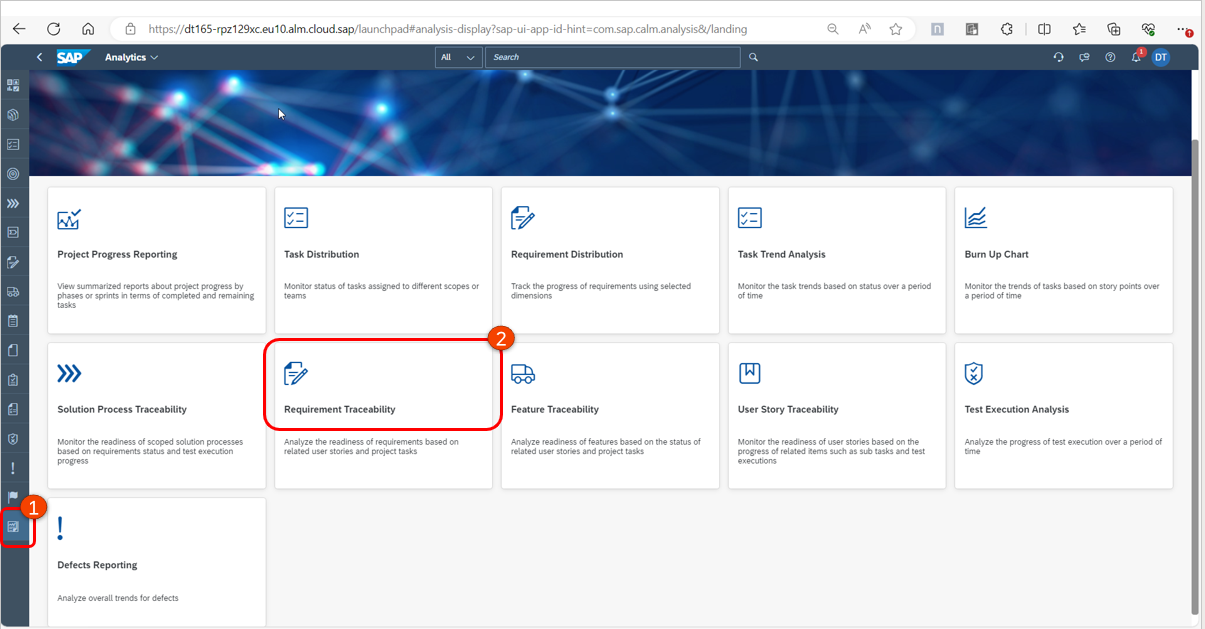 https://dt165-rpz129xc.eu10.alm.cloud.sap/launchpad#analysis-display?sap-ui-app-id-hint=com.sap.calm.analysis&/landing
SAP Analytics All Search 1 DT
Project Progress Reporting
View summarized reports about project progress by
phases or sprints in terms of completed and remaining
tasks
Task Distribution
Monitor status of tasks assigned to different scopes or
teams
Requirement Distribution
Track the progress of requirements using selected
dimensions
Task Trend Analysis
Monitor the task trends based on status over a period
of time
Burn Up Chart
Monitor the trends of tasks based on story points over
a period of time
Solution Process Traceability
Monitor the readiness of scoped solution processes
based on requirements status and test execution
progress
2
Requirement Traceability
Analyze the readiness of requirements based on
related user stories and project tasks
Feature Traceability
Analyze readiness of features based on the status of
related user stories and project tasks
User Story Traceability
Monitor the readiness of user stories based on the
progress of related items such as sub tasks and test
executions
Test Execution Analysis
Analyze the progress of test execution over a period of
time
1
Defects Reporting
Analyze overall trends for defects